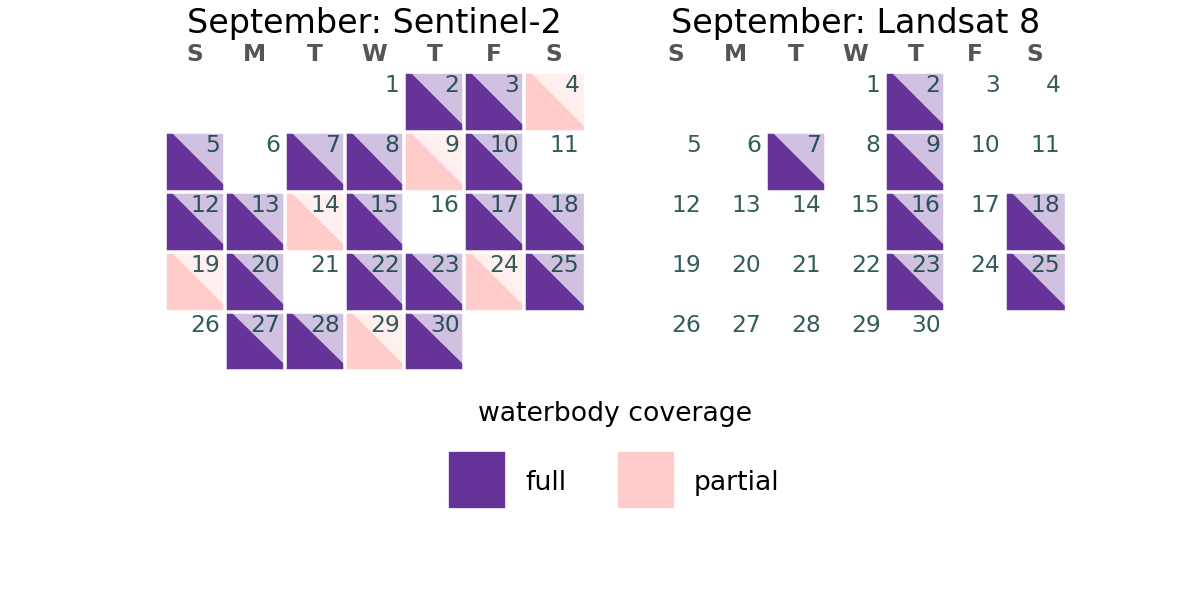 September: Sentinel-2
S M T W T F S
1 2 3 4
5 6 7 8 9 10 11
12 13 14 15 16 17 18
19 20 21 22 23 24 25
26 27 28 29 30
September: Landsat 8
S M T W T F S
1 2 3 4
5 6 7 8 9 10 11
12 13 14 15 16 17 18
19 20 21 22 23 24 25
26 27 28 29 30
waterbody coverage
full partial